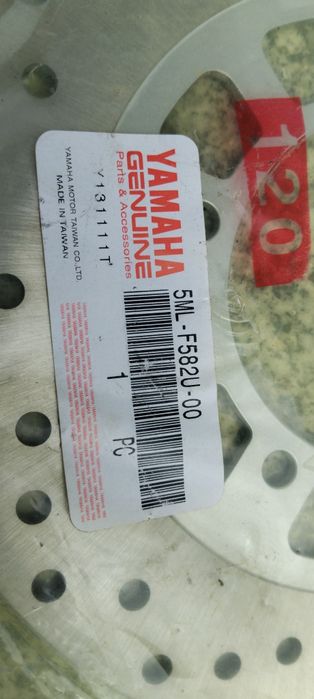 YAMAHA
GENUINE
Parts & Accessories
Y131111T
YAMAHA MOTOR TAIWAN CO.,LTD.
MADE IN TAIWAN
5ML-F582U-00
1 PC
120